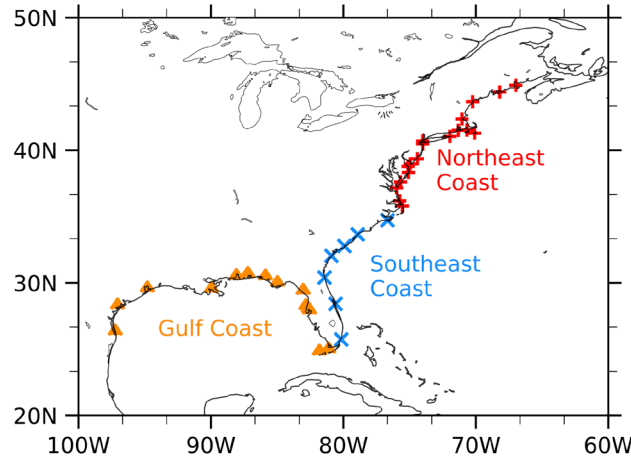 50N
40N
Northeast
Coast
Southeast
Coast
30N
Gulf Coast
20N
100W 90W 80W 70W 60W